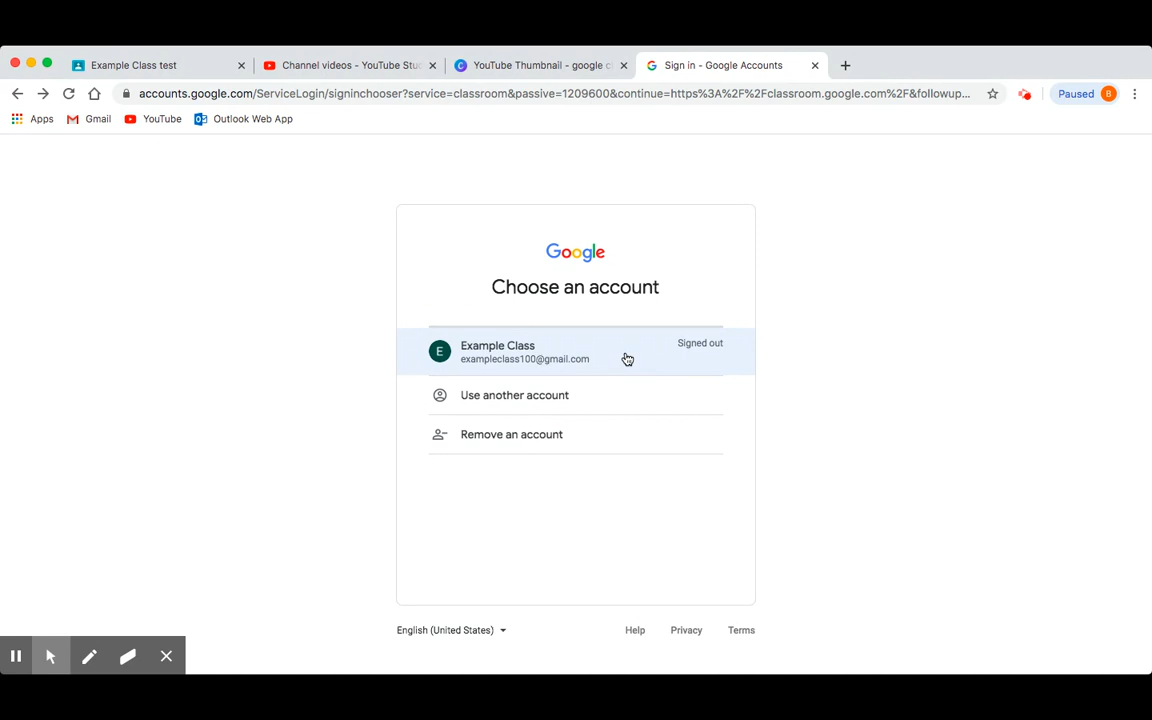 Example Class test
Channel videos - YouTube Stu
YouTube Thumbnail - google c
Sign in - Google Accounts
accounts.google.com/ServiceLogin/signinchooser?service=classroom&passive=1209600&continue=https%3A%2F%2Fclassroom.google.com%2F&followup...
Paused B
Apps Gmail YouTube Outlook Web App
Google
Choose an account
E
Example Class
Signed out
exampleclass100@gmail.com
Use another account
Remove an account
English (United States)
Help Privacy Terms